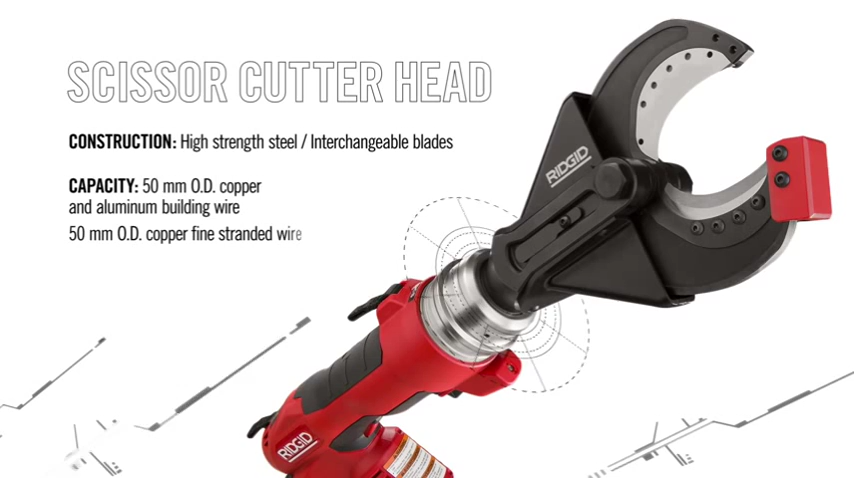 SCISSOR CUTTER HEAD
CONSTRUCTION: High strength steel / Interchangeable blades
CAPACITY: 50 mm O.D. copper
and aluminum building wire
50 mm O.D. copper fine stranded wire
RIDGID
RIDGID